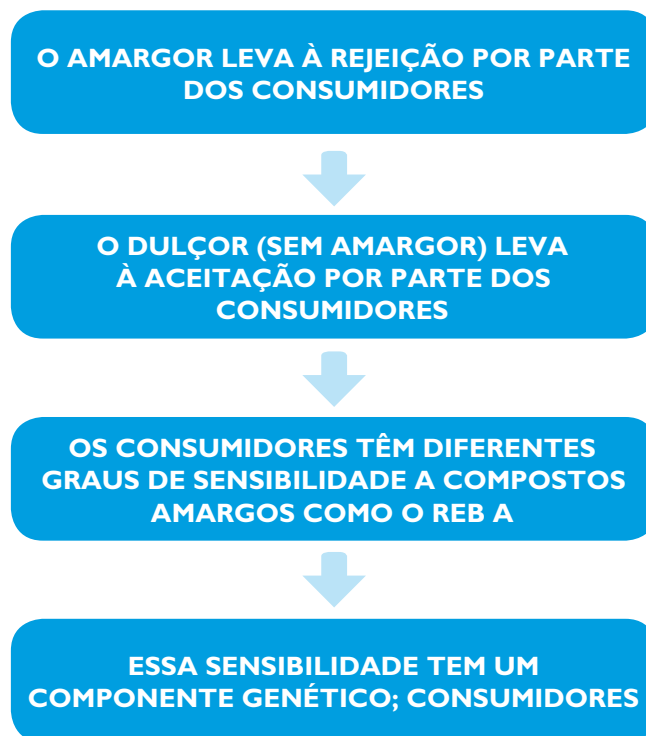 O AMARGOR LEVA À REJEIÇÃO POR PARTE
DOS CONSUMIDORES
O DULÇOR (SEM AMARGOR) LEVA
À ACEITAÇÃO POR PARTE DOS
CONSUMIDORES
OS CONSUMIDORES TÊM DIFERENTES
GRAUS DE SENSIBILIDADE A COMPOSTOS
AMARGOS COMO O REB A
ESSA SENSIBILIDADE TEM UM
COMPONENTE GENÉTICO; CONSUMIDORES